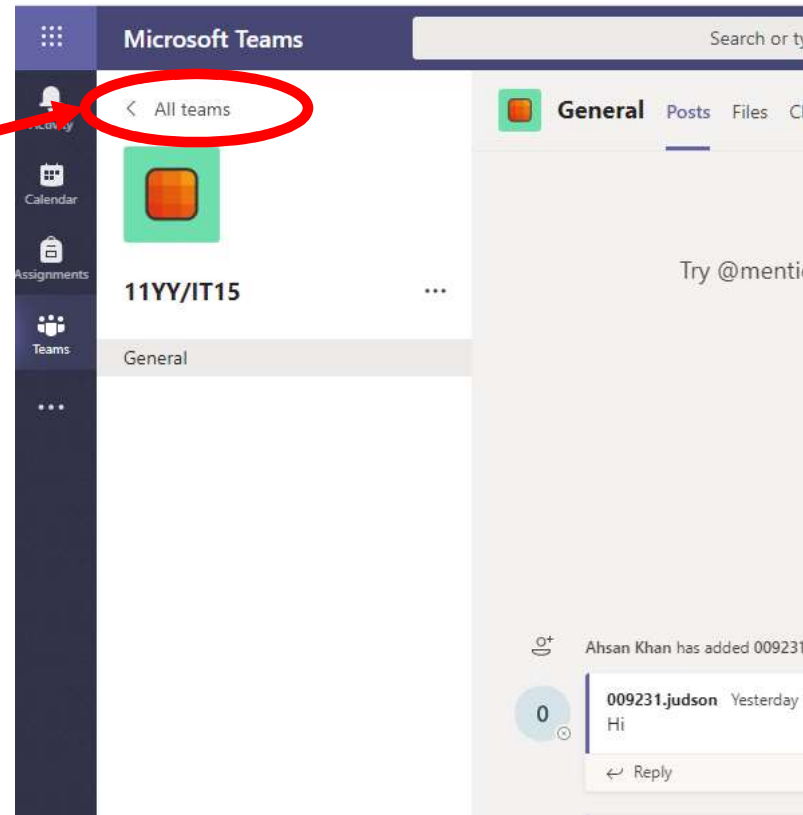 Microsoft Teams
Search or ty
All teams
Calendar
Assignments
Teams
11YY/IT15
General
General Posts Files
Try @menti
Ahsan Khan has added 009231
0
009231.judson Yesterday
Hi
Reply